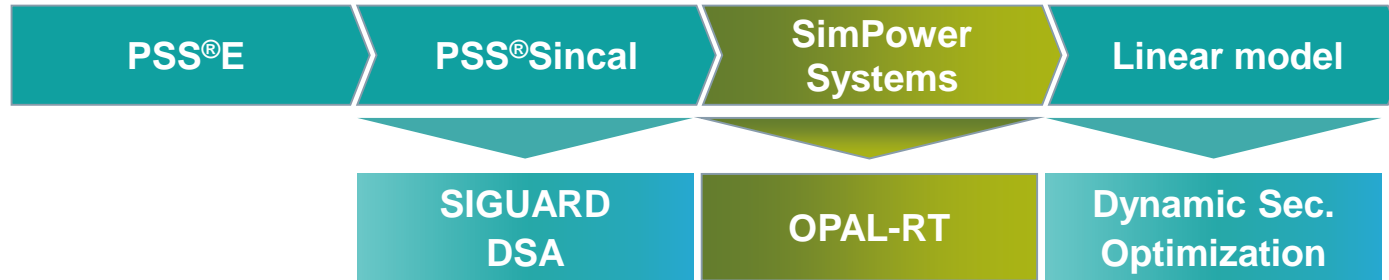 PSS®E
PSS®Sincal
SimPower
Systems
Linear model
SIGUARD
DSA
OPAL-RT
Dynamic Sec.
Optimization